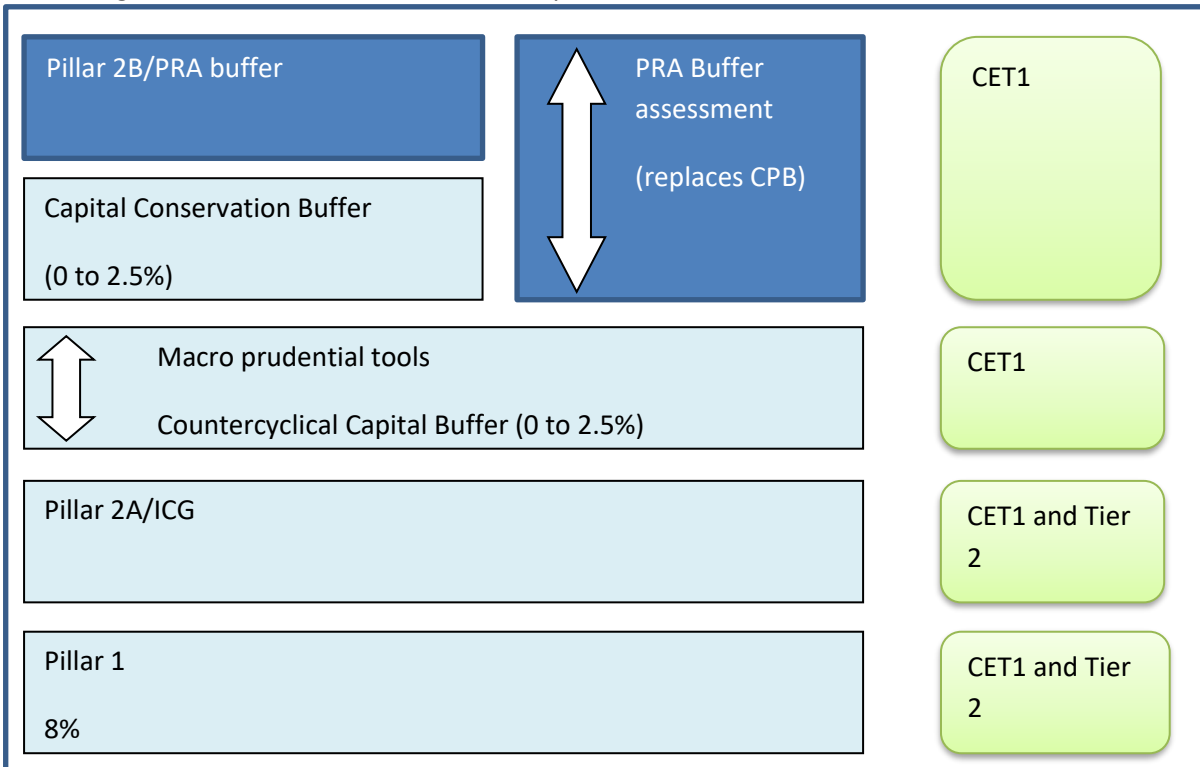 Pillar 2B/PRA buffer
PRA Buffer
assessment
(replaces CPB)
CET1
Capital Conservation Buffer
(0 to 2.5%)
Macro prudential tools
Countercyclical Capital Buffer (0 to 2.5%)
CET1
Pillar 2A/ICG
CET1 and Tier
2
Pillar 1
8%
CET1 and Tier
2